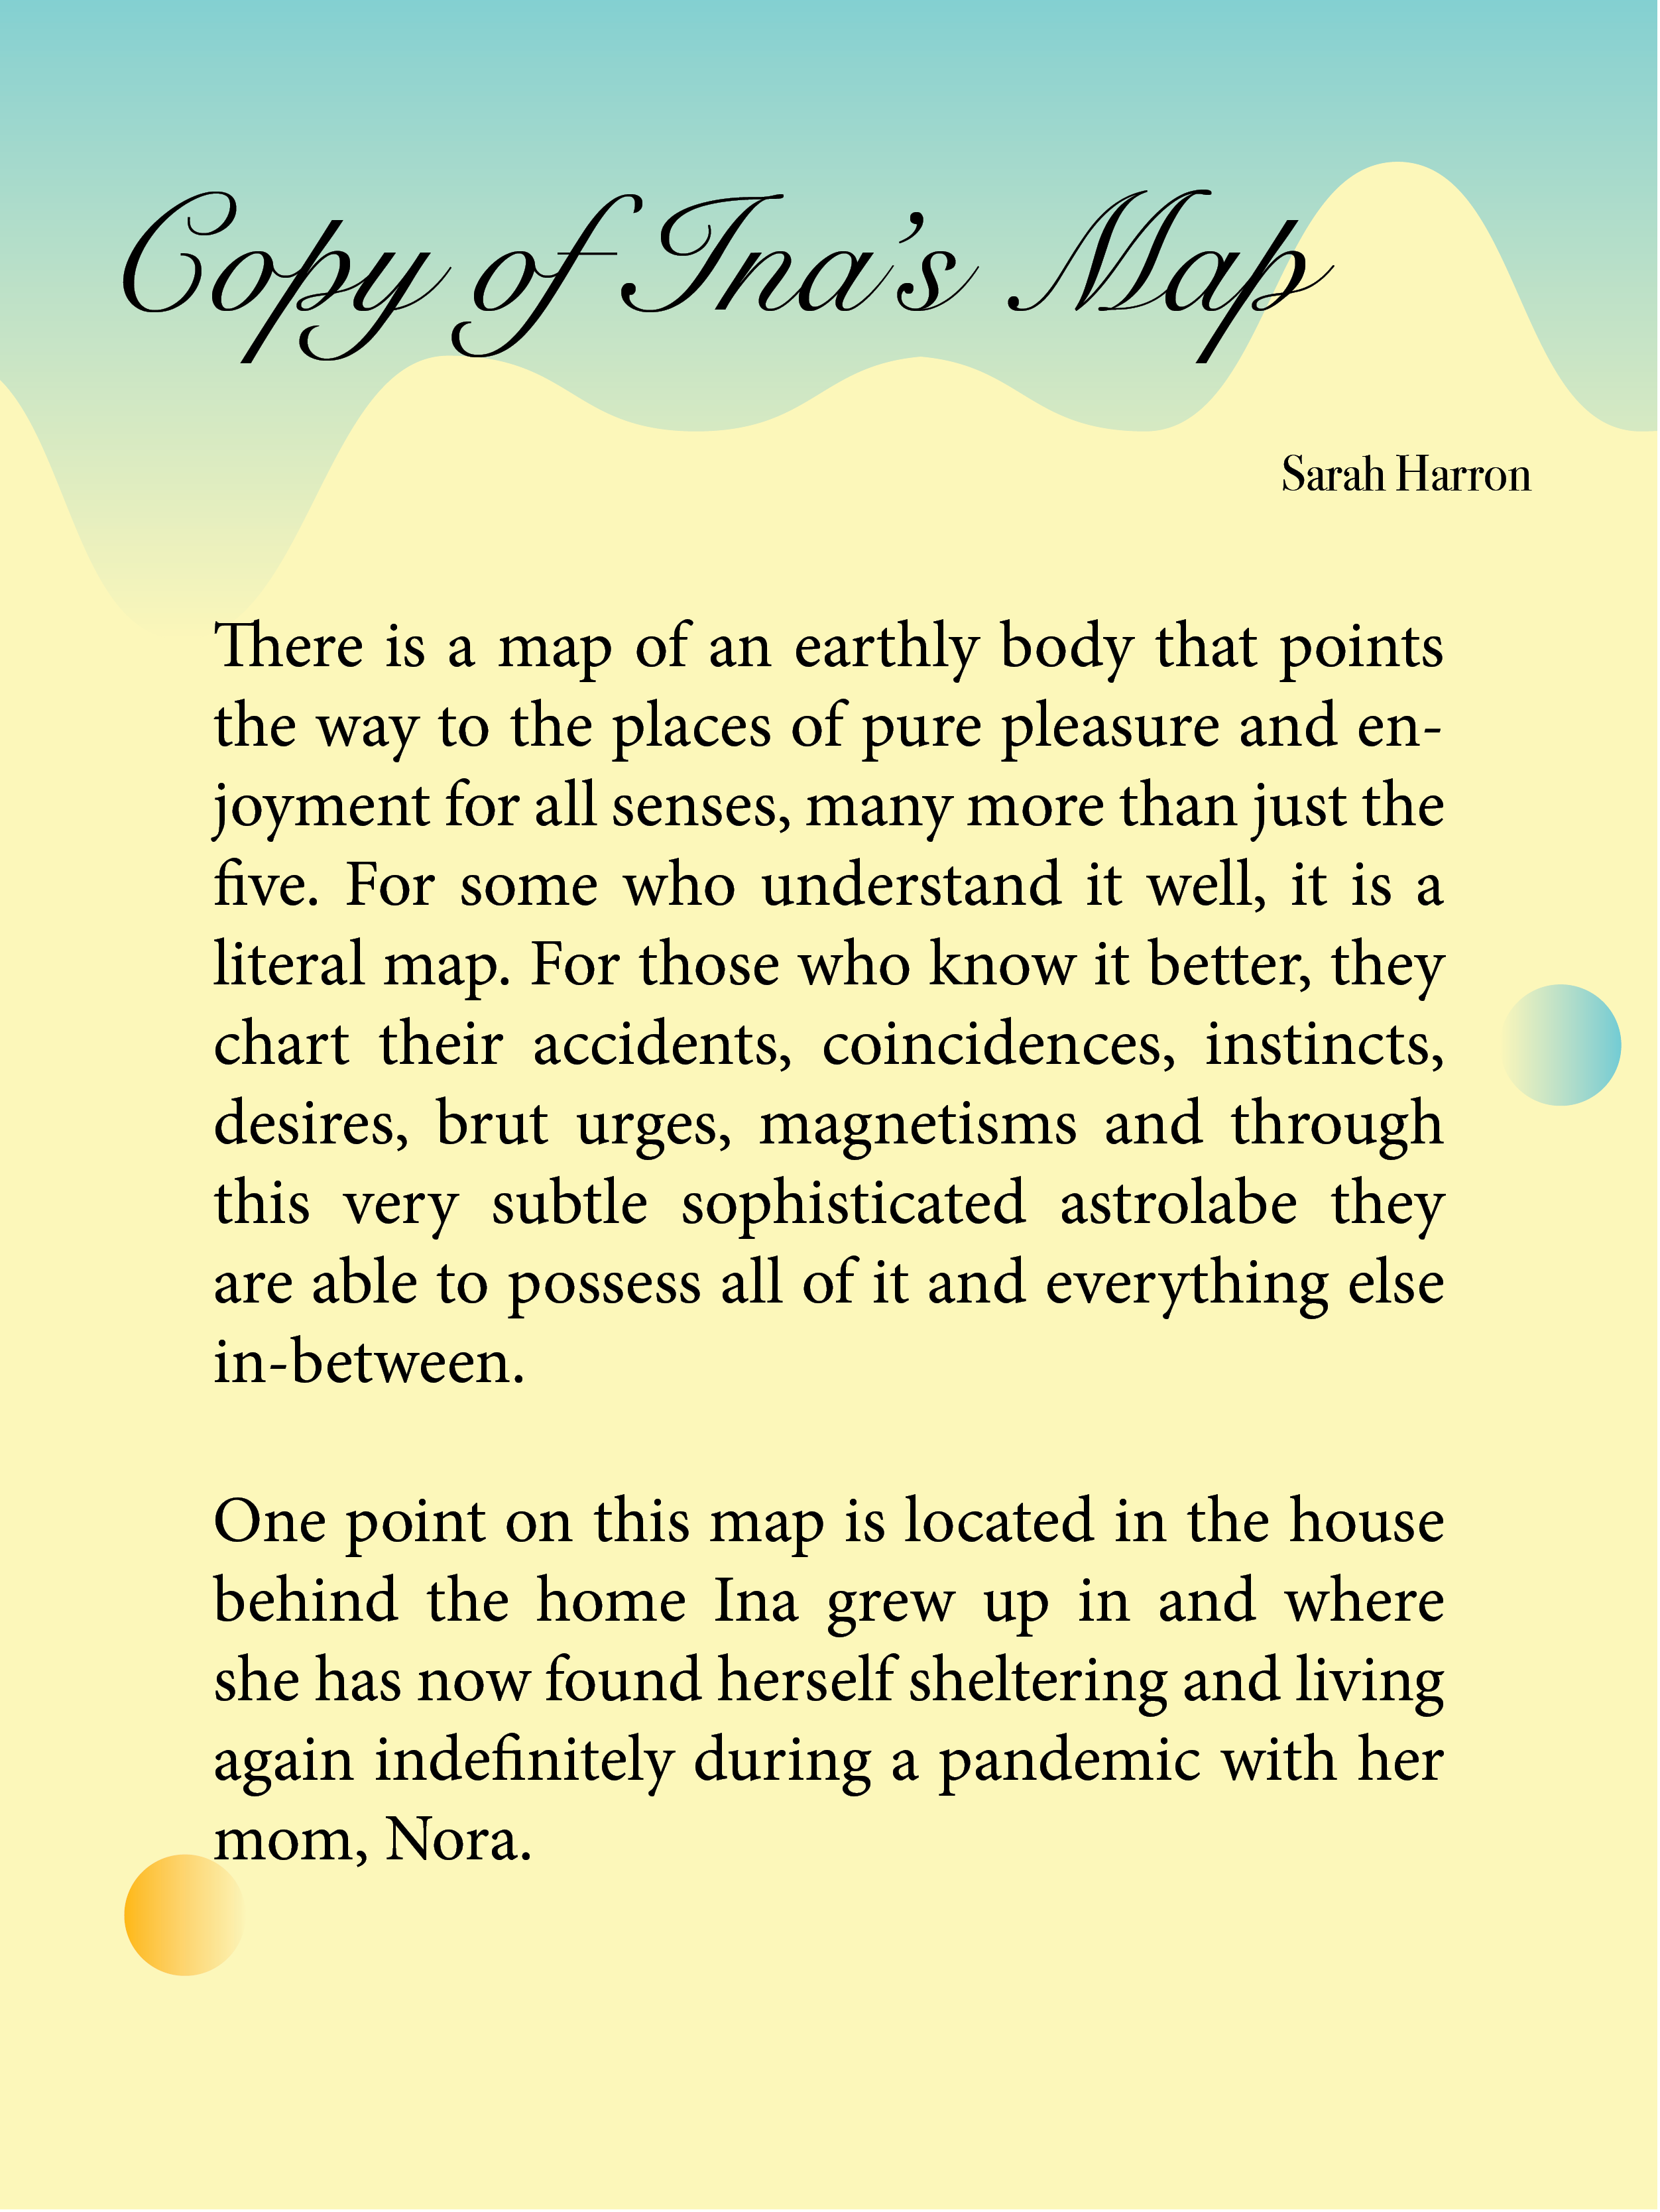 Copy of Ina's Map
Sarah Harron
There is a map of an earthly body that points
the way to the places of pure pleasure and en-
joyment for all senses, many more than just the
five. For some who understand it well, it is a
literal map. For those who know it better, they
chart their accidents, coincidences, instincts,
desires, brut urges, magnetisms and through
this very subtle sophisticated astrolabe they
are able to possess all of it and everything else
in-between.
One point on this map is located in the house
behind the home Ina grew up in and where
she has now found herself sheltering and living
again indefinitely during a pandemic with her
mom, Nora.